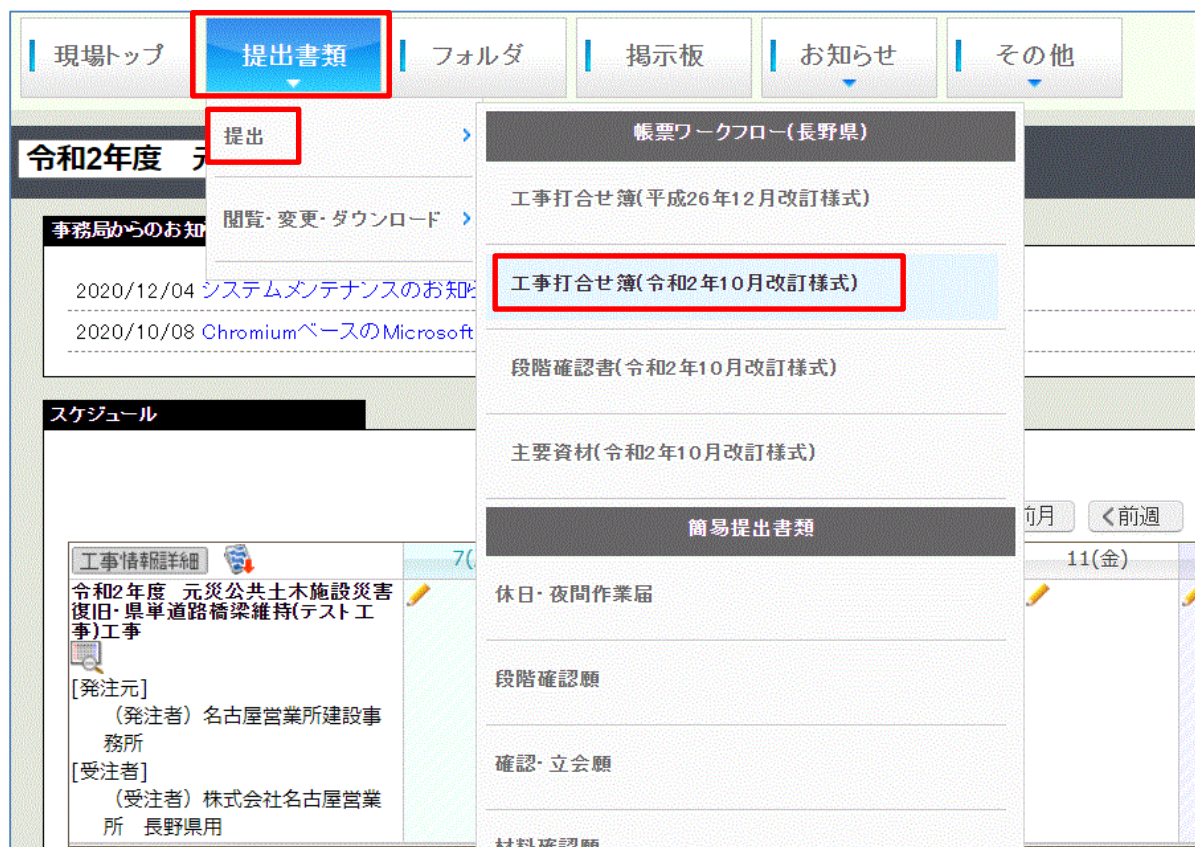 現場トップ
提出書類
フォルダ
掲示板
お知らせ
その他
提出
閲覧・変更・ダウンロード
帳票ワークフロー(長野県)
工事打合せ簿(平成26年12月改訂様式)
工事打合せ簿(令和2年10月改訂様式)
段階確認書(令和2年10月改訂様式)
主要資材(令和2年10月改訂様式)
簡易提出書類
休日・夜間作業届
段階確認願
確認・立会願
材料確認願
令和2年度
事務局からのお知
2020/12/04 システムメンテナンスのお知ら
2020/10/08 ChromiumベースのMicrosoft
スケジュール
前月
<前週
工事情報詳細
7(
11(金)
令和2年度 元災公共土木施設災害
復旧・県単道路橋梁維持(テスト工
事)工事
[発注元]
(発注者) 名古屋営業所建設事
務所
[受注者]
(受注者) 株式会社名古屋営業
所 長野県用